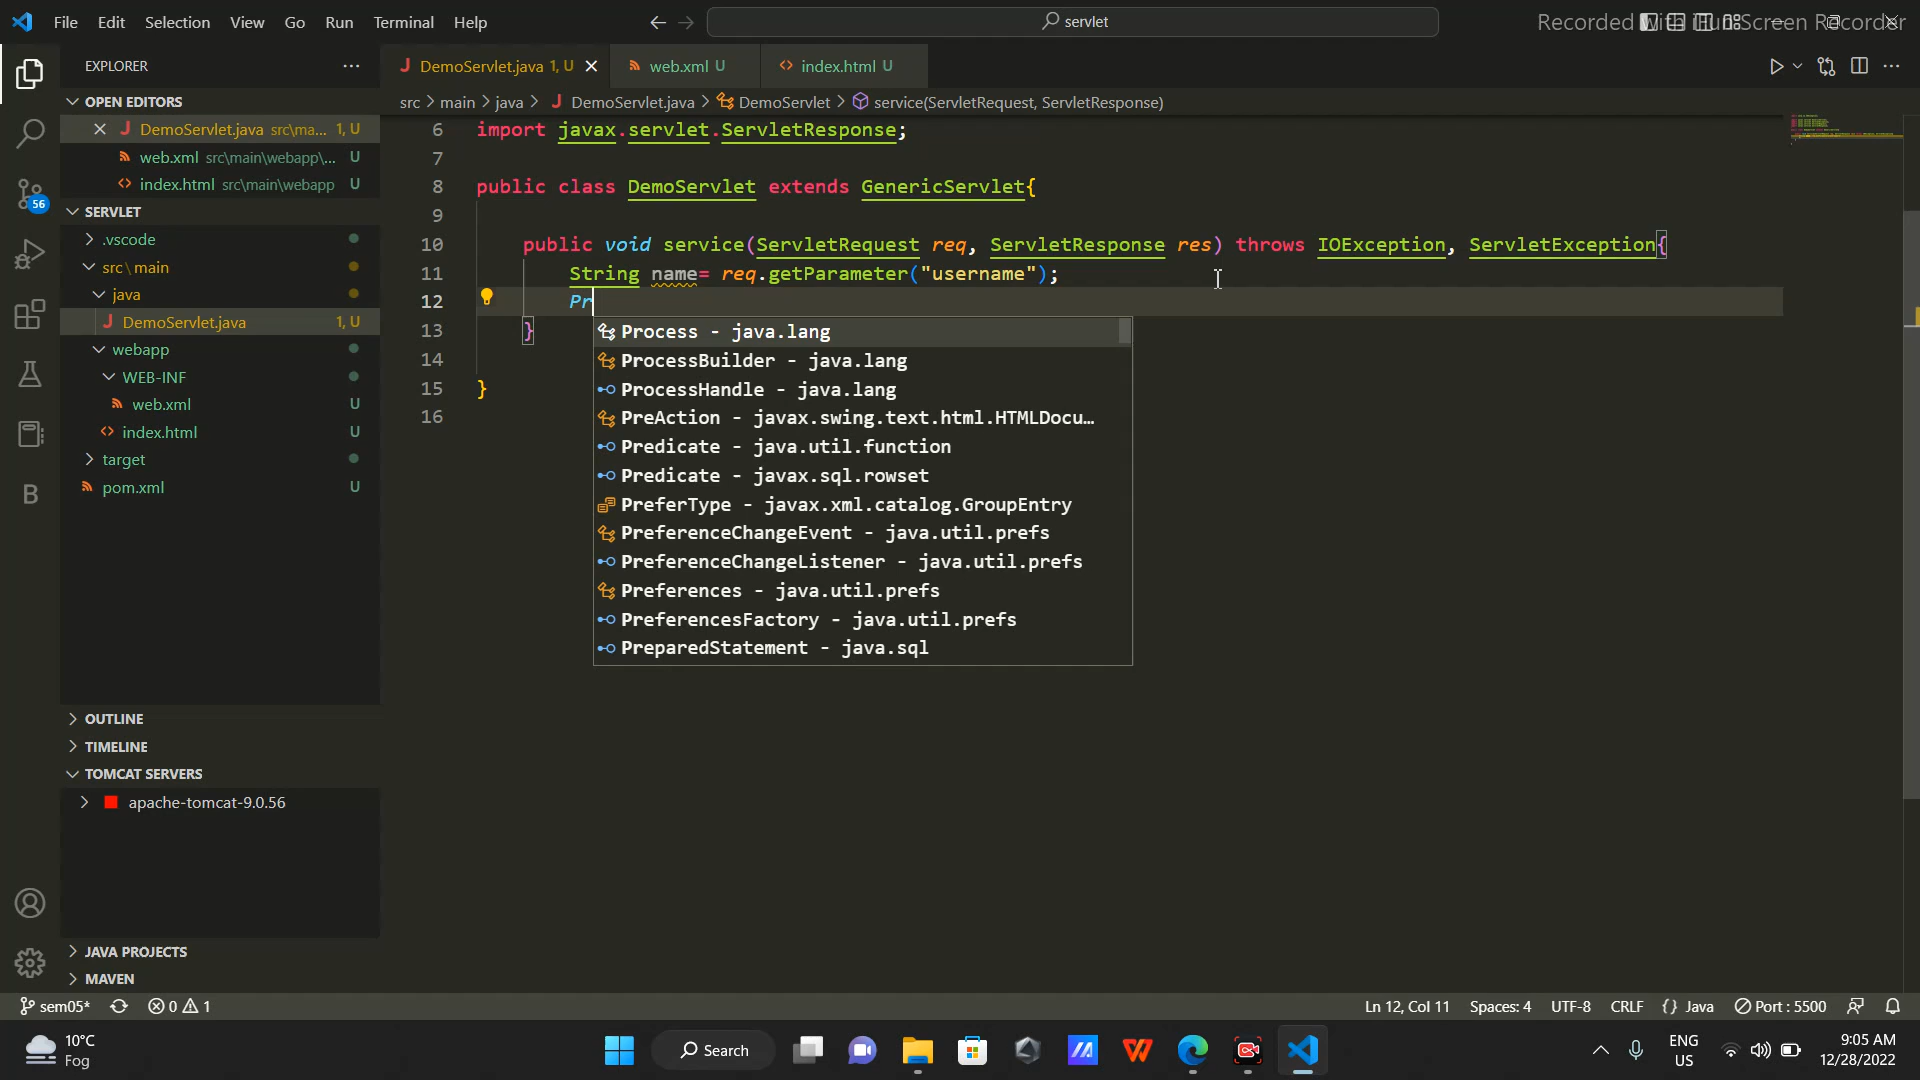 File Edit Selection View Go Run Terminal Help
servlet
Recorded with iFun Screen Recorder
EXPLORER
DemoServlet.java 1, U
web.xml U
index.html U
OPEN EDITORS
src > main > java > DemoServlet.java > DemoServlet > service(ServletRequest, ServletResponse)
DemoServlet.java src\ma... 1, U
web.xml src\main\webapp\... U
index.html src\main\webapp U
56
SERVLET
.vscode
src\main
java
DemoServlet.java 1, U
webapp
WEB-INF
web.xml U
index.html U
target
pom.xml U
6 import javax.servlet.ServletResponse;
7
8 public class DemoServlet extends GenericServlet{
9
10 public void service(ServletRequest req, ServletResponse res) throws IOException, ServletException{
11 String name= req.getParameter("username");
12 Pr
13 }
14
15 }
16
Process - java.lang
ProcessBuilder - java.lang
ProcessHandle - java.lang
PreAction - javax.swing.text.html.HTMLDocu...
Predicate - java.util.function
Predicate - javax.sql.rowset
PreferType - javax.xml.catalog.GroupEntry
PreferenceChangeEvent - java.util.prefs
PreferenceChangeListener - java.util.prefs
Preferences - java.util.prefs
PreferencesFactory - java.util.prefs
PreparedStatement - java.sql
OUTLINE
TIMELINE
TOMCAT SERVERS
apache-tomcat-9.0.56
JAVA PROJECTS
MAVEN
sem05* 0 1
Ln 12, Col 11 Spaces: 4 UTF-8 CRLF {} Java Port : 5500
10°C
Fog
Search
ENG
US
9:05 AM
12/28/2022